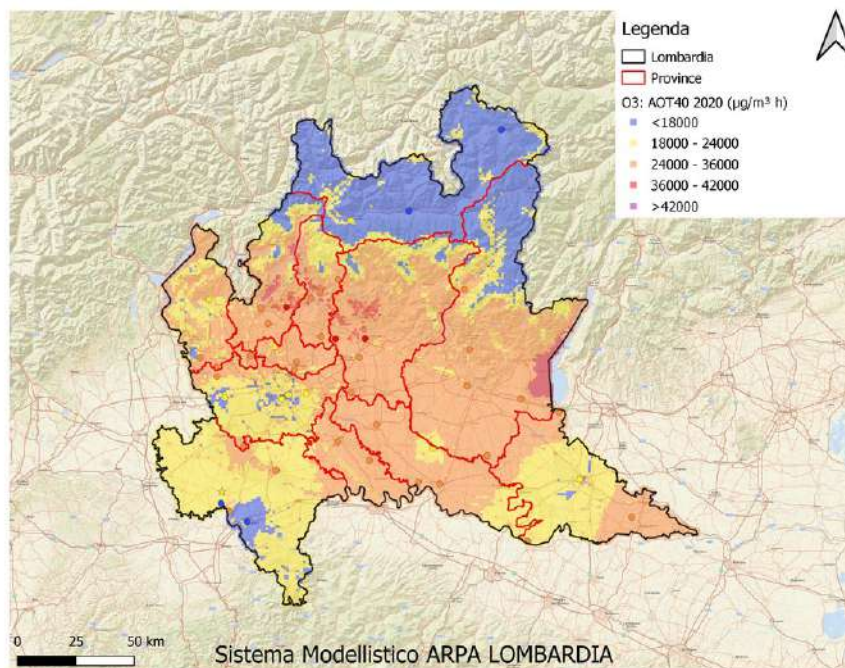 Legenda
Lombardia
Province
O3: AOT40 2020 (µg/m³ h)
<18000
18000 - 24000
24000 - 36000
36000 - 42000
>42000
0 25 50 km
Sistema Modellistico ARPA LOMBARDIA